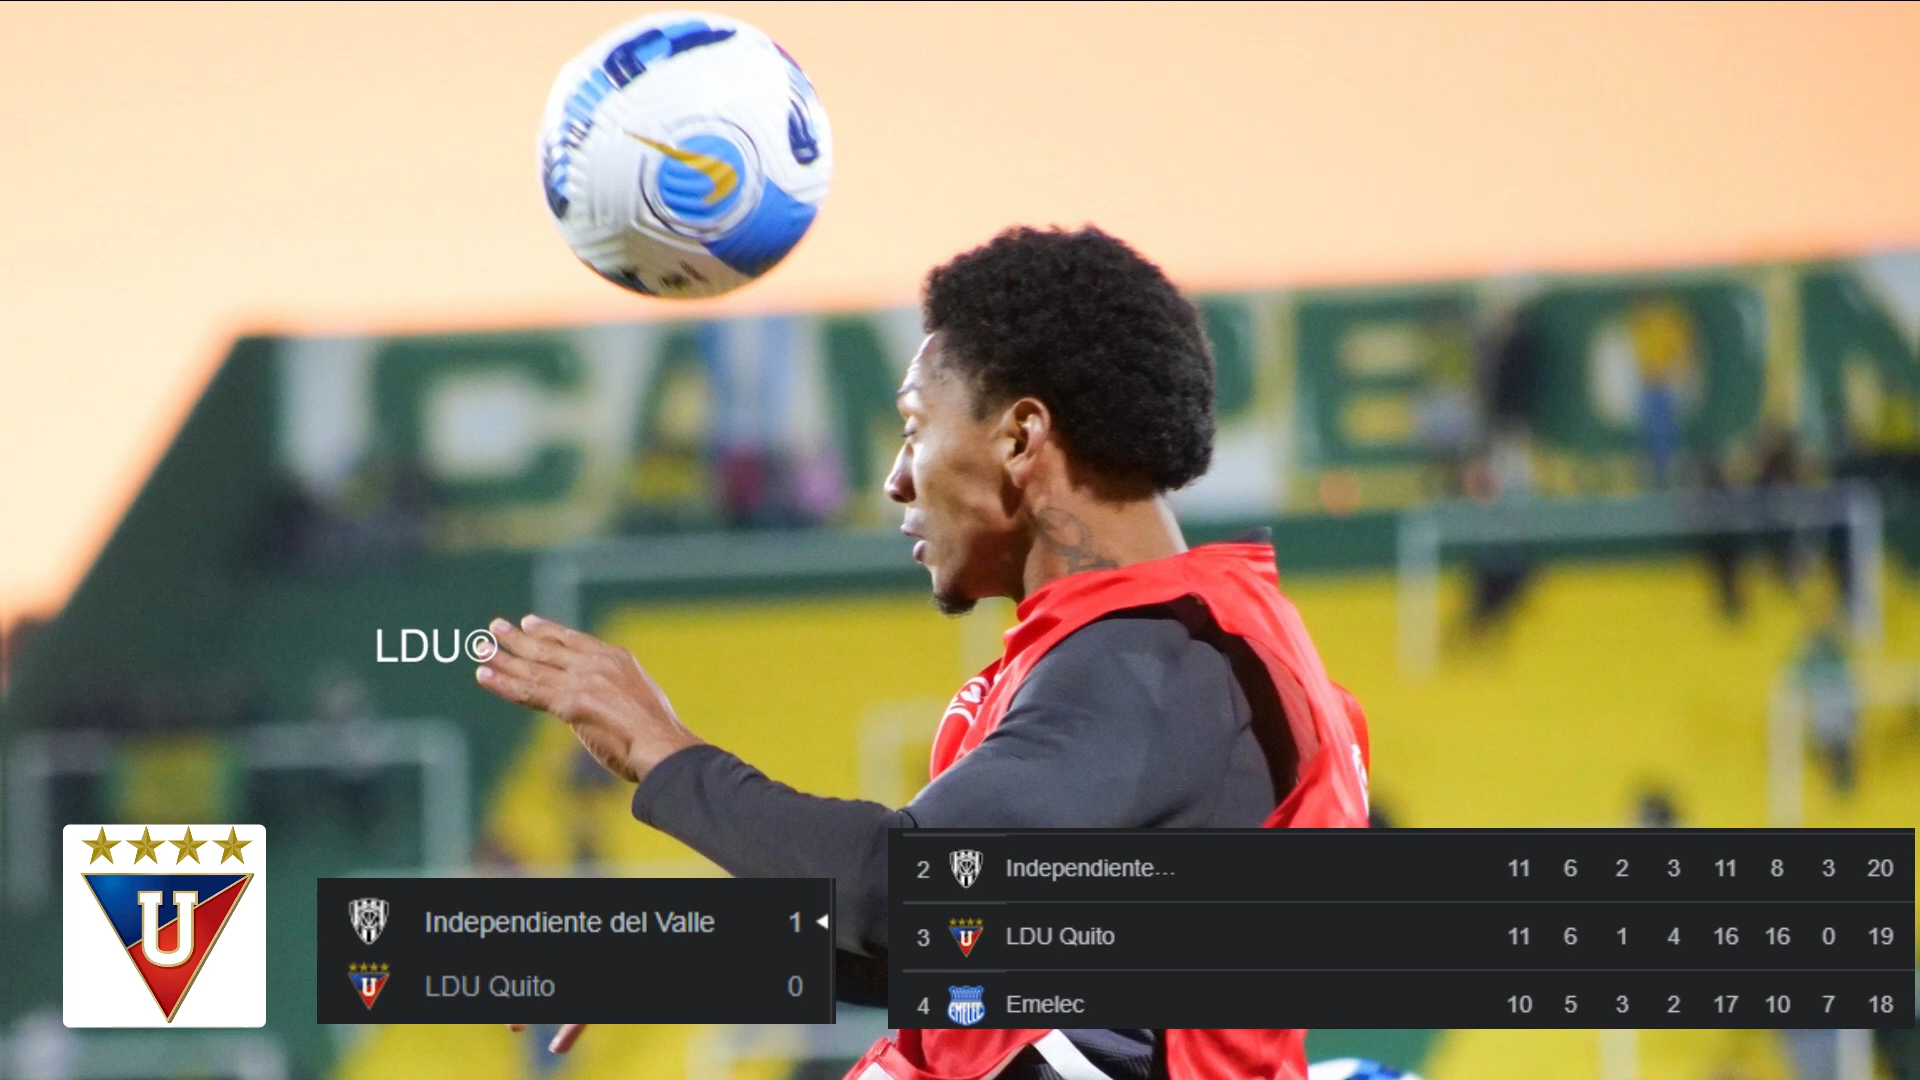 CAMPEON
LDU©
U
Independiente del Valle 1
LDU Quito 0
2 Independiente... 11 6 2 3 11 8 3 20
3 LDU Quito 11 6 1 4 16 16 0 19
4 EMELEC Emelec 10 5 3 2 17 10 7 18